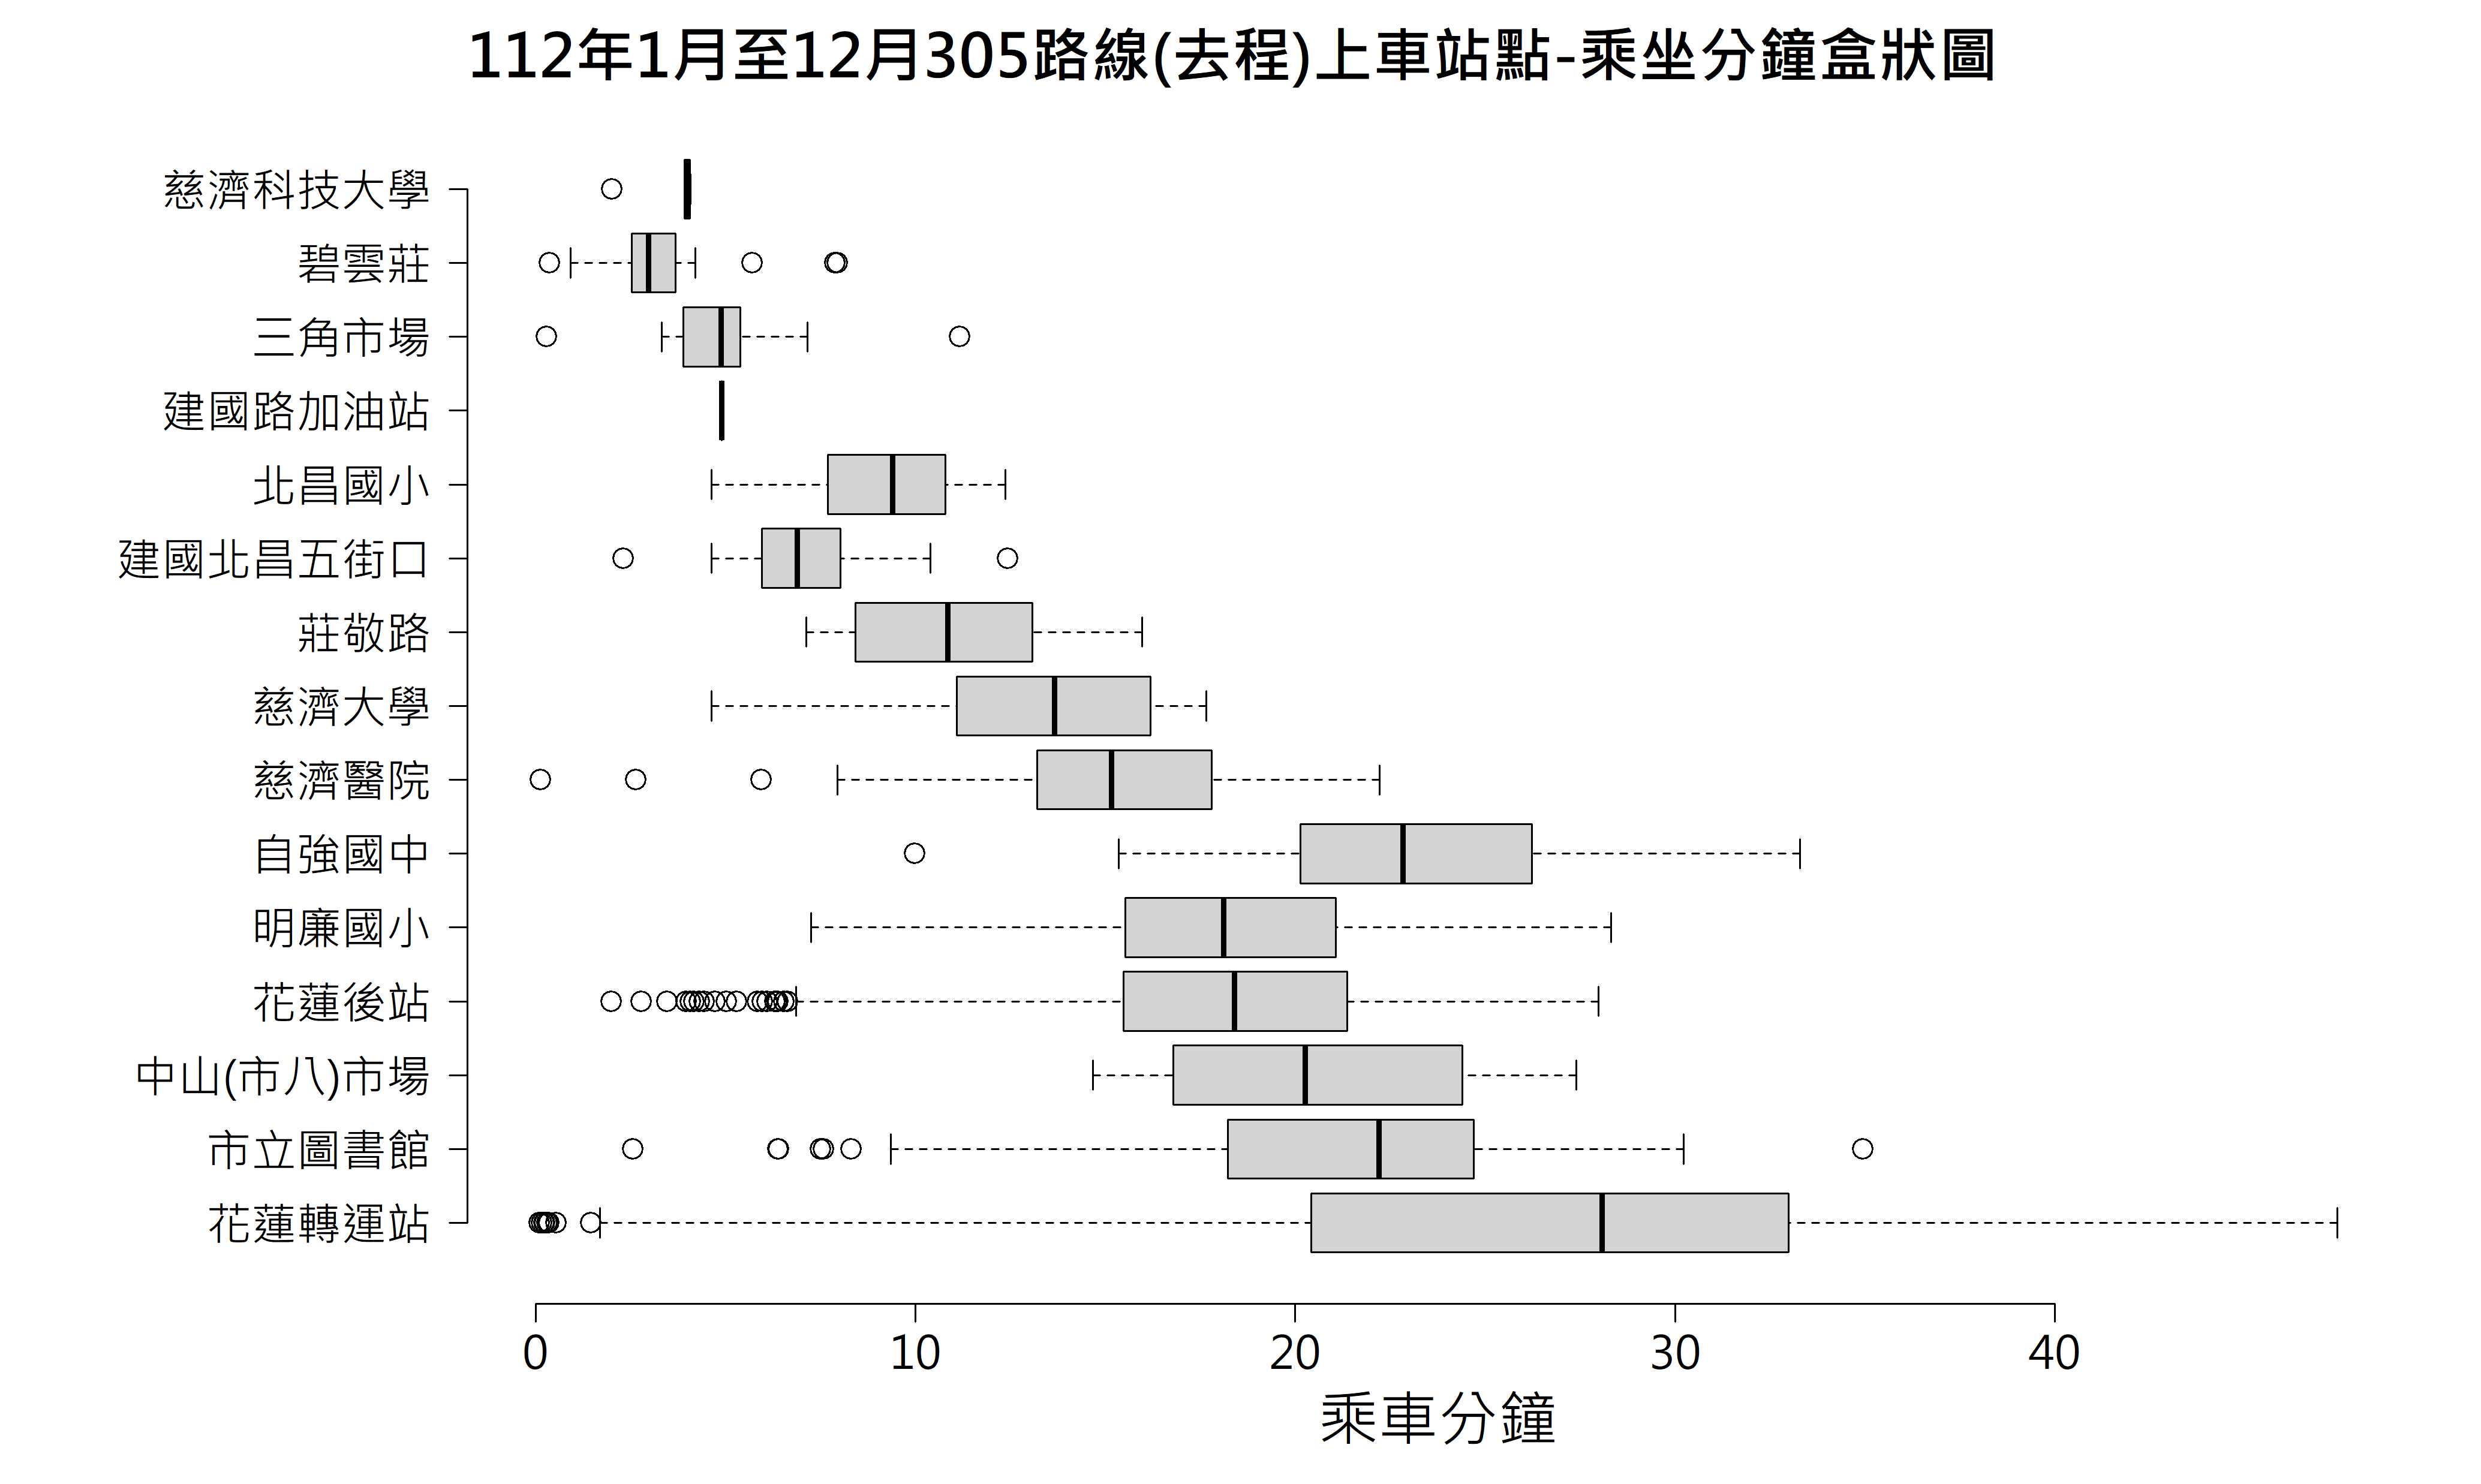 112年1月至12月305路線(去程)上車站點-乘坐分鐘盒狀圖
慈濟科技大學
碧雲莊
三角市場
建國路加油站
北昌國小
建國北昌五街口
莊敬路
慈濟大學
慈濟醫院
自強國中
明廉國小
花蓮後站
中山(市八)市場
市立圖書館
花蓮轉運站
0 10 20 30 40
乘車分鐘